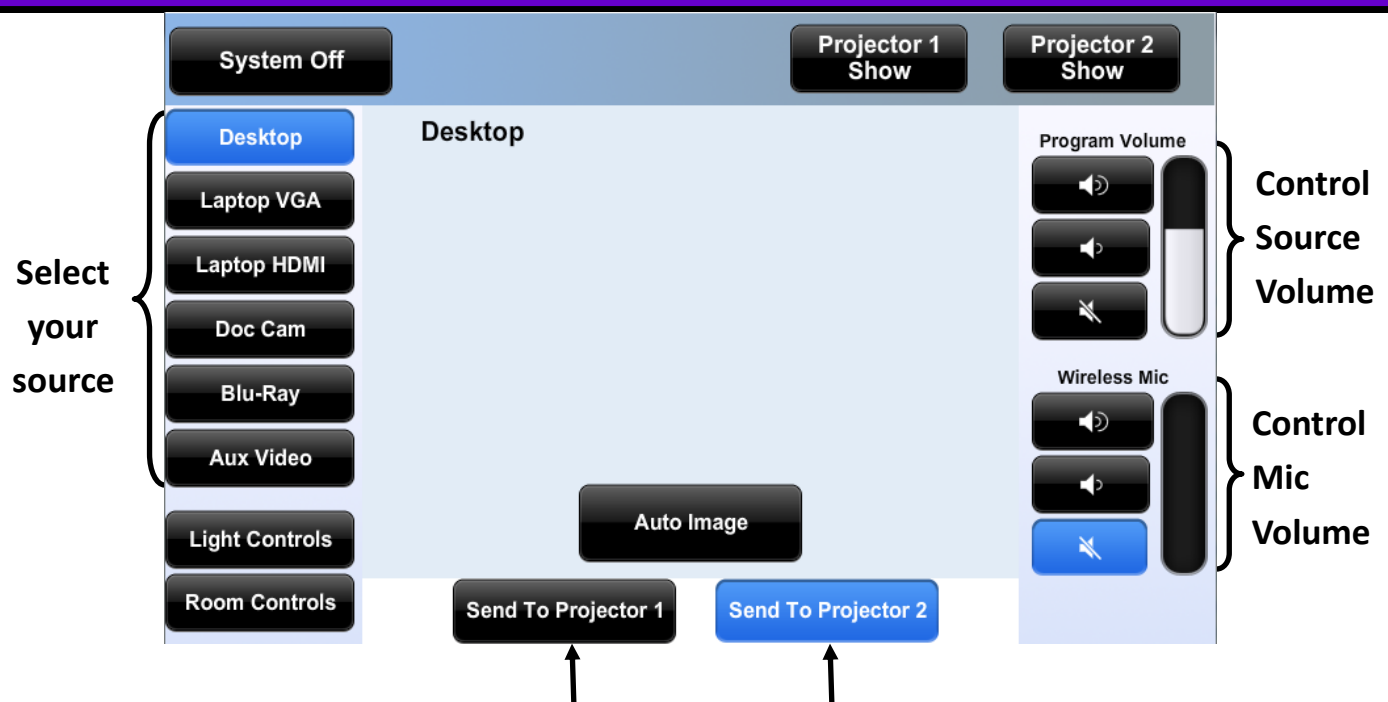 System Off
Projector 1
Show
Projector 2
Show
Select
your
source
Desktop
Laptop VGA
Laptop HDMI
Doc Cam
Blu-Ray
Aux Video
Light Controls
Room Controls
Desktop
Auto Image
Send To Projector 1
Send To Projector 2
Program Volume
Control
Source
Volume
Wireless Mic
Control
Mic
Volume